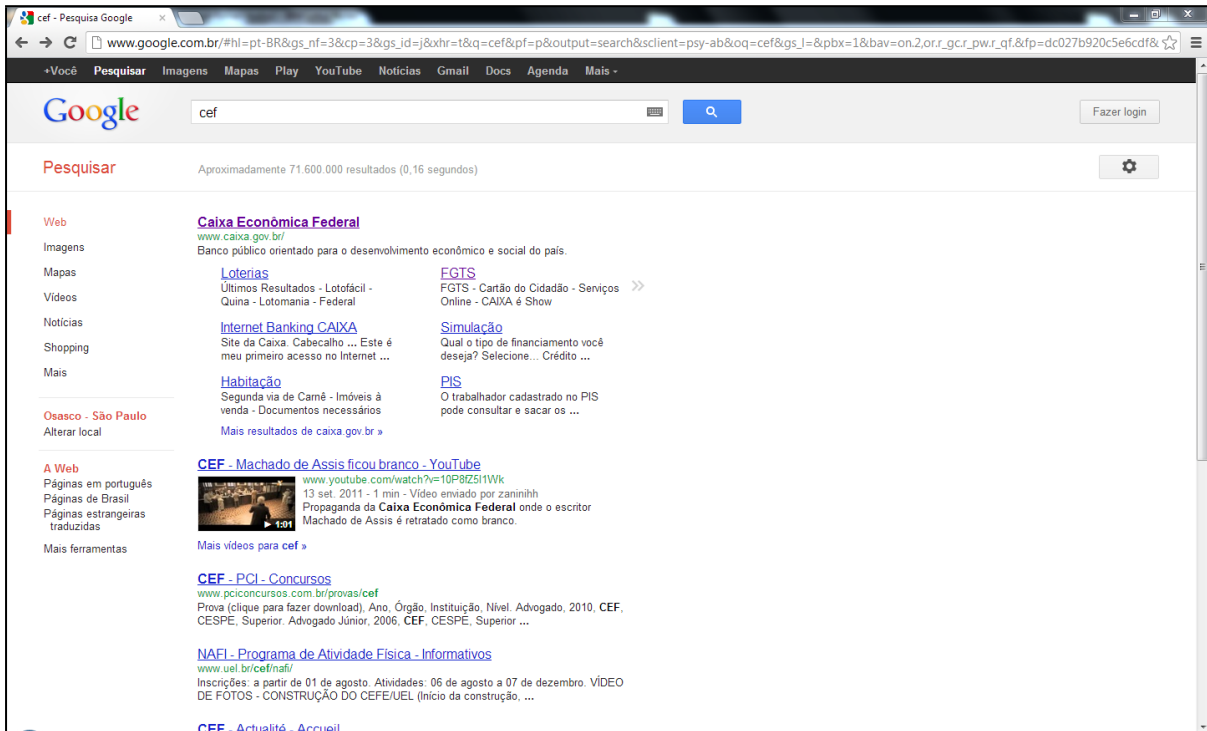 cef - Pesquisa Google
www.google.com.br/#hl=pt-BR&gs_nf=3&cp=3&gs_id=j&xhr=t&q=cef&pf=p&output=search&sclient=psy-ab&oq=cef&gs_l=&pbx=1&bav=on.2,or.r_gc.r_pw.r_qf.&fp=dc027b920c5e6cdf&
+Você Pesquisar Imagens Mapas Play YouTube Notícias Gmail Docs Agenda Mais
Google
cef
Fazer login
Pesquisar
Aproximadamente 71.600.000 resultados (0,16 segundos)
Web
Imagens
Mapas
Vídeos
Notícias
Shopping
Mais
Osasco - São Paulo
Alterar local
A Web
Páginas em português
Páginas de Brasil
Páginas estrangeiras
traduzidas
Mais ferramentas
Caixa Econômica Federal
www.caixa.gov.br/
Banco público orientado para o desenvolvimento econômico e social do país.
Loterias
Últimos Resultados - Lotofácil -
Quina - Lotomania - Federal
FGTS
FGTS - Cartão do Cidadão - Serviços
Online - CAIXA é Show
Internet Banking CAIXA
Site da Caixa. Cabecalho ... Este é
meu primeiro acesso no Internet ...
Simulação
Qual o tipo de financiamento você
deseja? Selecione... Crédito ...
Habitação
Segunda via de Carnê - Imóveis à
venda - Documentos necessários
PIS
O trabalhador cadastrado no PIS
pode consultar e sacar os ...
Mais resultados de caixa.gov.br »
CEF - Machado de Assis ficou branco - YouTube
www.youtube.com/watch?v=10P8fZ5I1Wk
13 set. 2011 - 1 min - Vídeo enviado por zaninihh
Propaganda da Caixa Econômica Federal onde o escritor
Machado de Assis é retratado como branco.
1:01
Mais vídeos para cef »
CEF - PCI - Concursos
www.pciconcursos.com.br/provas/cef
Prova (clique para fazer download), Ano, Órgão, Instituição, Nível. Advogado, 2010, CEF,
CESPE, Superior. Advogado Júnior, 2006, CEF, CESPE, Superior ...
NAFI - Programa de Atividade Física - Informativos
www.uel.br/cef/nafi/
Inscrições: a partir de 01 de agosto. Atividades: 06 de agosto a 07 de dezembro. VÍDEO
DE FOTOS - CONSTRUÇÃO DO CEFE/UEL (Início da construção, ...
CEF - Actualité - Accueil